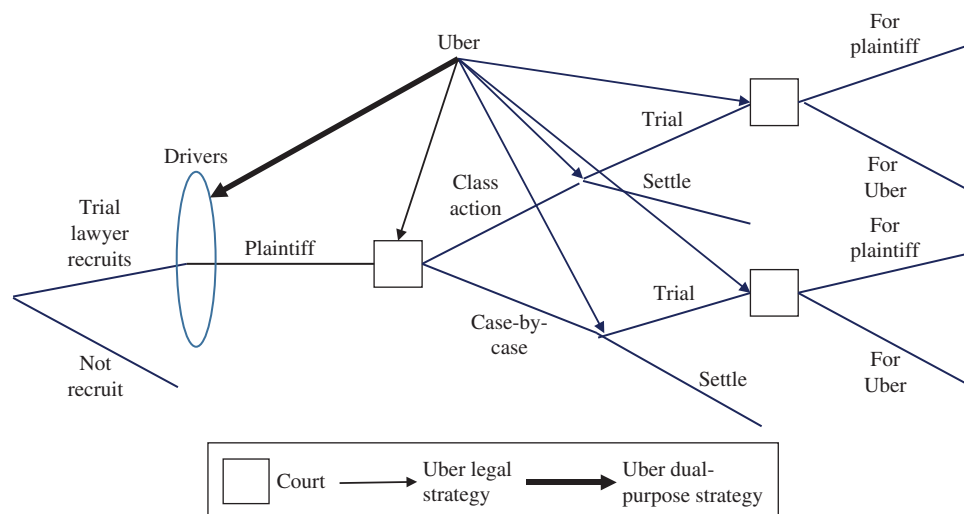 Uber
For
plaintiff
Trial
For
Uber
Drivers
Class
action
Settle
Trial
lawyer
recruits
Plaintiff
For
plaintiff
Trial
Case-by-
case
Not
recruit
Settle
For
Uber
Court
Uber legal
strategy
Uber dual-
purpose strategy